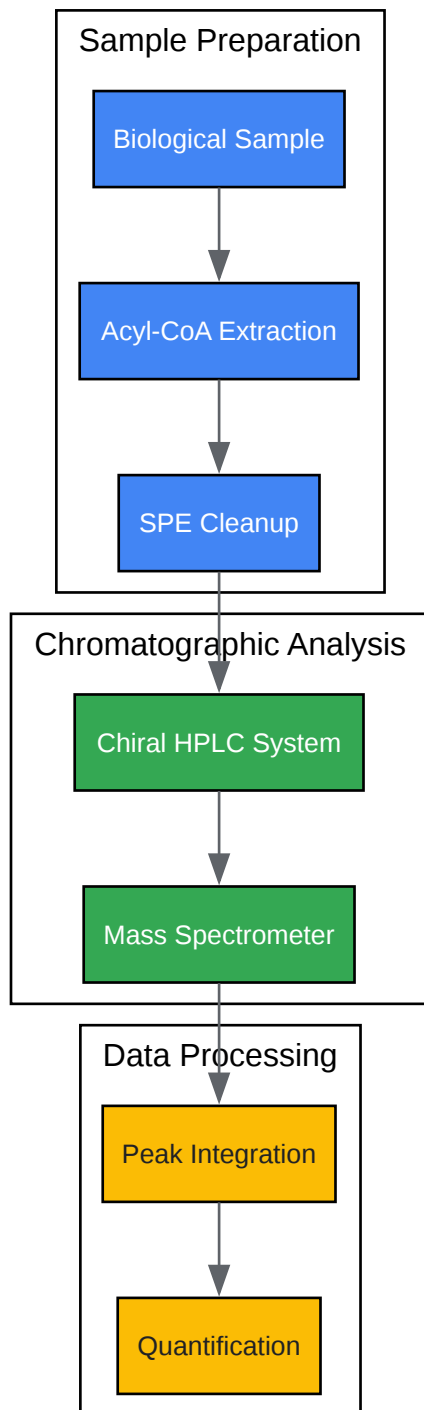 Sample Preparation
Biological Sample
Acyl-CoA Extraction
SPE Cleanup
Chromatographic Analysis
Chiral HPLC System
Mass Spectrometer
Data Processing
Peak Integration
Quantification